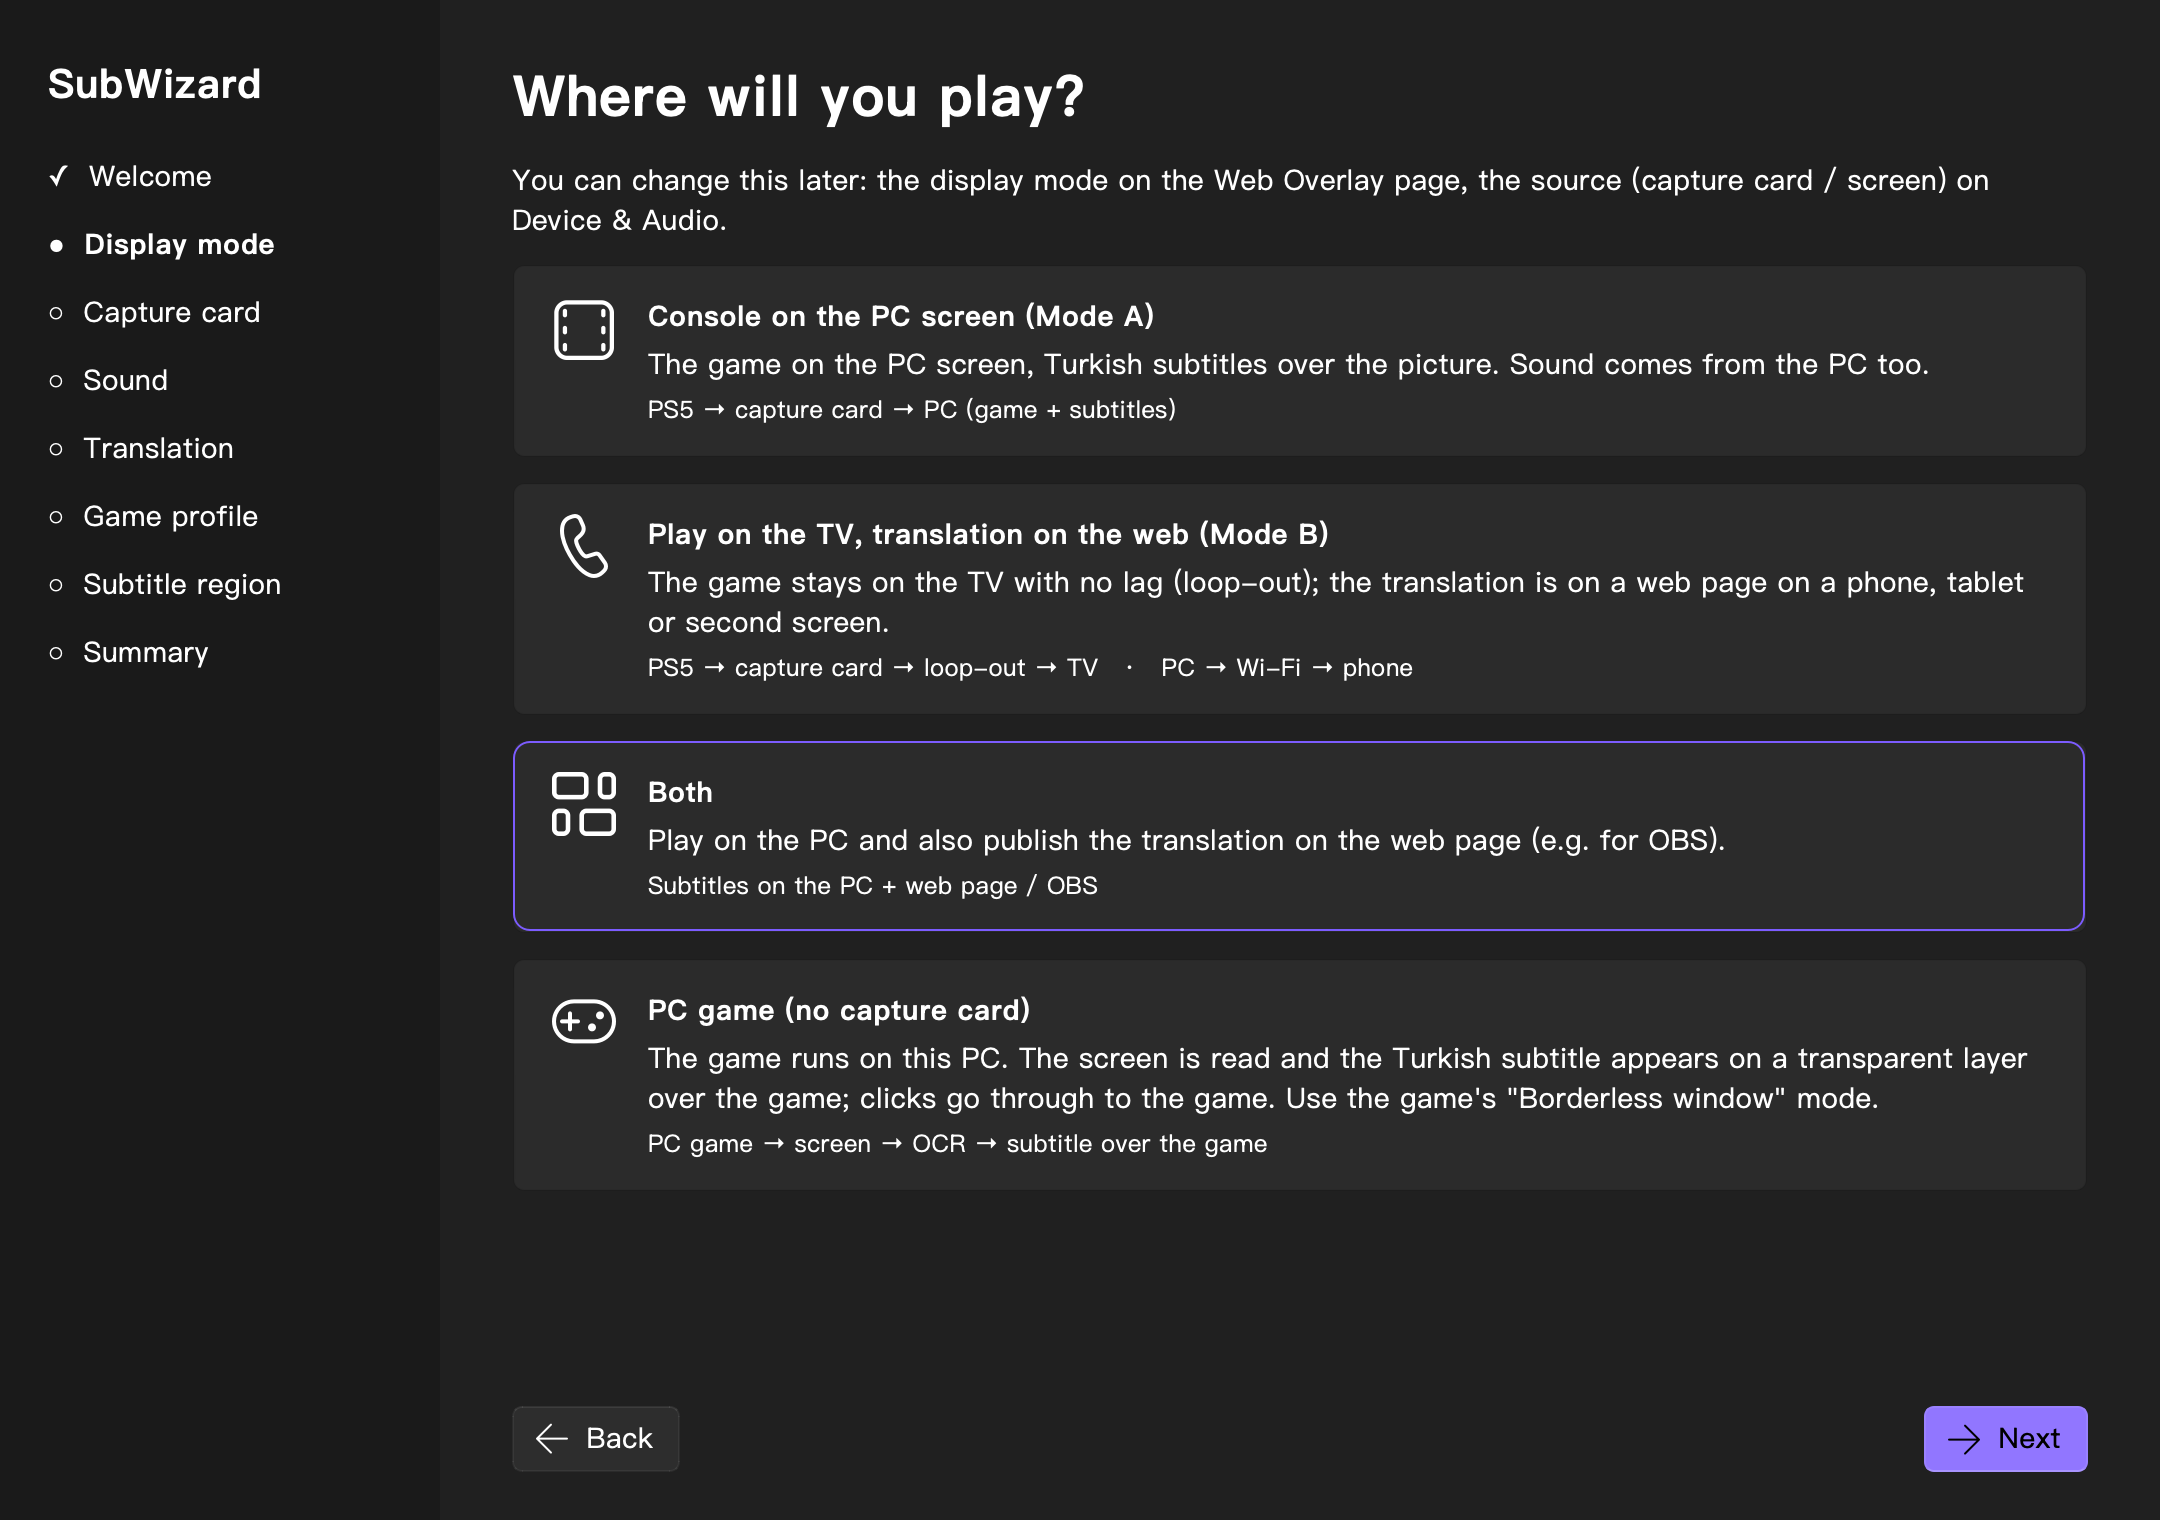 SubWizard
✓ Welcome
● Display mode
○ Capture card
○ Sound
○ Translation
○ Game profile
○ Subtitle region
○ Summary
Where will you play?
You can change this later: the display mode on the Web Overlay page, the source (capture card / screen) on
Device & Audio.
Console on the PC screen (Mode A)
The game on the PC screen, Turkish subtitles over the picture. Sound comes from the PC too.
PS5 → capture card → PC (game + subtitles)
Play on the TV, translation on the web (Mode B)
The game stays on the TV with no lag (loop-out); the translation is on a web page on a phone, tablet
or second screen.
PS5 → capture card → loop-out → TV · PC → Wi-Fi → phone
Both
Play on the PC and also publish the translation on the web page (e.g. for OBS).
Subtitles on the PC + web page / OBS
PC game (no capture card)
The game runs on this PC. The screen is read and the Turkish subtitle appears on a transparent layer
over the game; clicks go through to the game. Use the game's "Borderless window" mode.
PC game → screen → OCR → subtitle over the game
← Back
→ Next